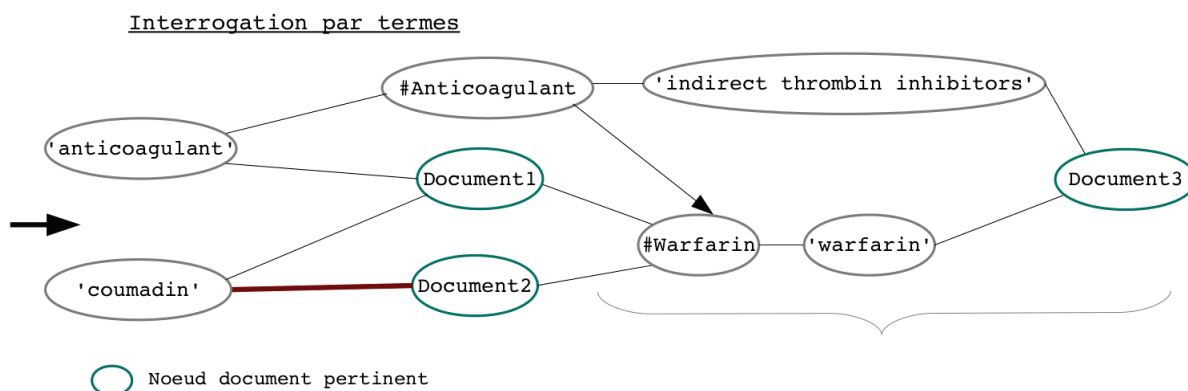 Interrogation par termes
#Anticoagulant
'indirect thrombin inhibitors'
'anticoagulant'
Document1
Document3
#Warfarin
'warfarin'
'coumadin'
Document2
Noeud document pertinent